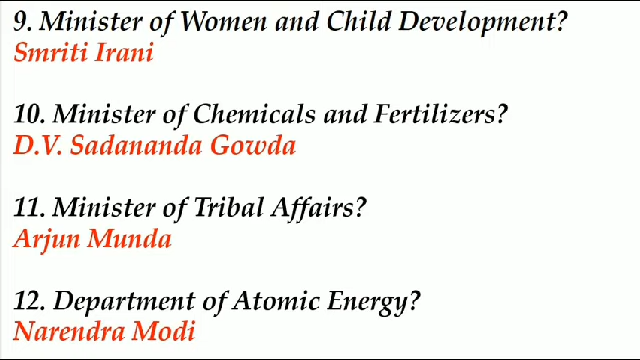 9. Minister of Women and Child Development?
Smriti Irani
10. Minister of Chemicals and Fertilizers?
D.V. Sadananda Gowda
11. Minister of Tribal Affairs?
Arjun Munda
12. Department of Atomic Energy?
Narendra Modi